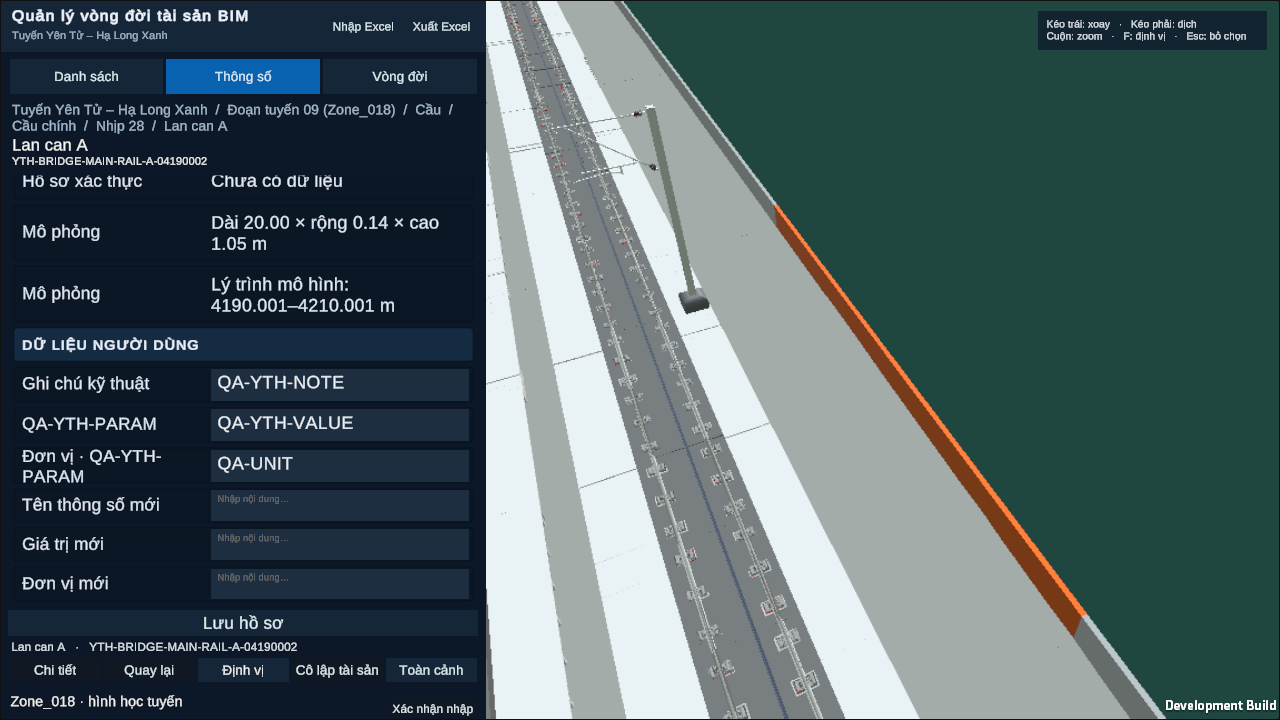 Quản lý vòng đời tài sản BIM
Tuyến Yên Tử – Hạ Long Xanh
Nhập Excel
Xuất Excel
Danh sách
Thông số
Vòng đời
Tuyến Yên Tử – Hạ Long Xanh / Đoạn tuyến 09 (Zone_018) / Cầu /
Cầu chính / Nhịp 28 / Lan can A
Lan can A
YTH-BRIDGE-MAIN-RAIL-A-04190002
Hồ sơ xác thực
Chưa có dữ liệu
Mô phỏng
Dài 20.00 × rộng 0.14 × cao
1.05 m
Mô phỏng
Lý trình mô hình:
4190.001–4210.001 m
DỮ LIỆU NGƯỜI DÙNG
Ghi chú kỹ thuật
QA-YTH-NOTE
QA-YTH-PARAM
QA-YTH-VALUE
Đơn vị · QA-YTH-
PARAM
QA-UNIT
Tên thông số mới
Nhập nội dung...
Giá trị mới
Nhập nội dung...
Đơn vị mới
Nhập nội dung...
Lưu hồ sơ
Lan can A · YTH-BRIDGE-MAIN-RAIL-A-04190002
Chi tiết
Quay lại
Định vị
Cô lập tài sản
Toàn cảnh
Zone_018 · hình học tuyến
Xác nhận nhập
Kéo trái: xoay · Kéo phải: dịch
Cuộn: zoom · F: định vị · Esc: bỏ chọn
Development Build